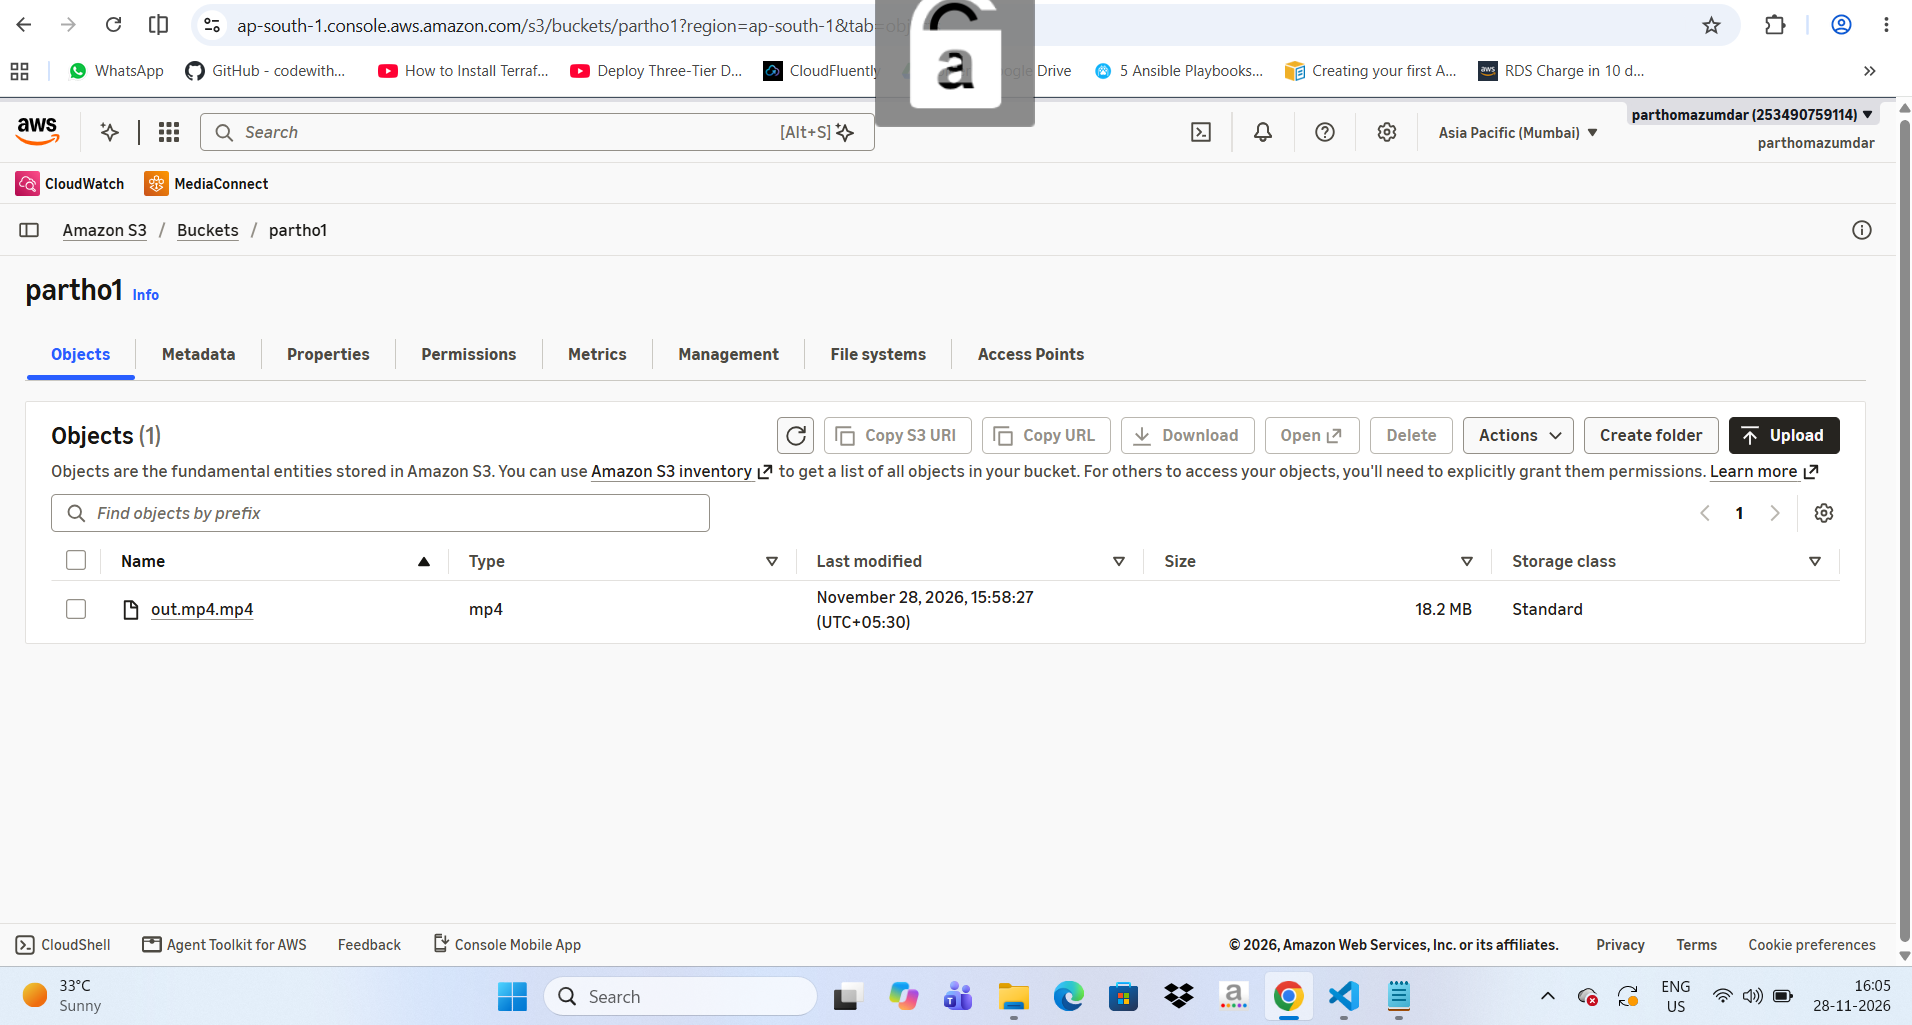 ap-south-1.console.aws.amazon.com/s3/buckets/partho1?region=ap-south-1&tab=ob
WhatsApp
GitHub - codewith...
How to Install Terraf...
Deploy Three-Tier D...
CloudFluently
Drive
5 Ansible Playbooks...
Creating your first A...
aws
RDS Charge in 10 d...
a
aws
Search
[Alt+S]
Asia Pacific (Mumbai)
parthomazumdar (253490759114)
parthomazumdar
CloudWatch
MediaConnect
Amazon S3 / Buckets / partho1
partho1 Info
Objects
Metadata
Properties
Permissions
Metrics
Management
File systems
Access Points
Objects (1)
Copy S3 URI
Copy URL
Download
Open
Delete
Actions
Create folder
Upload
Objects are the fundamental entities stored in Amazon S3. You can use Amazon S3 inventory to get a list of all objects in your bucket. For others to access your objects, you'll need to explicitly grant them permissions. Learn more
Find objects by prefix
1
Name
Type
Last modified
Size
Storage class
out.mp4.mp4
mp4
November 28, 2026, 15:58:27
(UTC+05:30)
18.2 MB
Standard
CloudShell
Agent Toolkit for AWS
Feedback
Console Mobile App
© 2026, Amazon Web Services, Inc. or its affiliates.
Privacy
Terms
Cookie preferences
33°C
Sunny
Search
a
ENG
US
16:05
28-11-2026